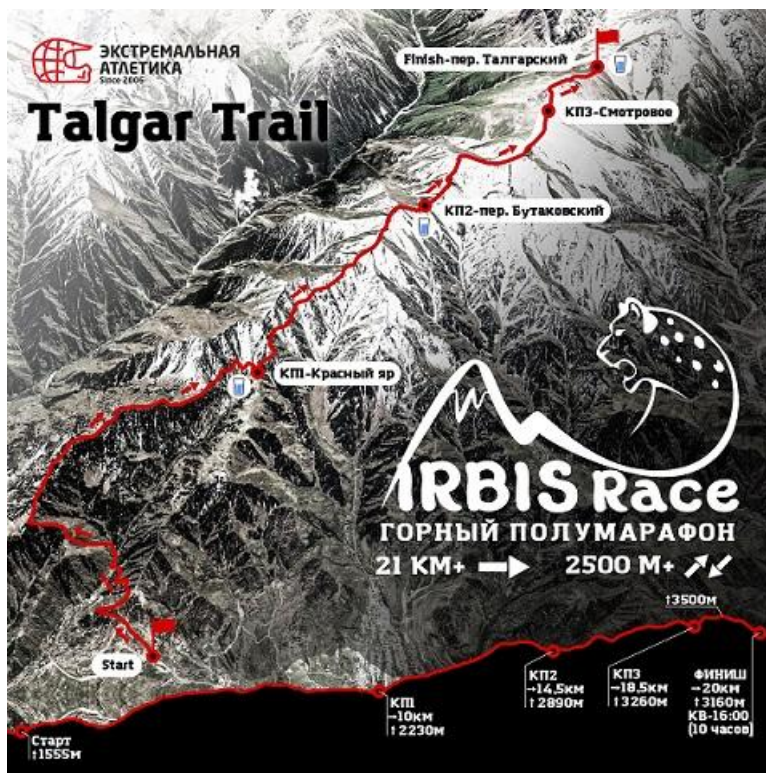 ЭКСТРЕМАЛЬНАЯ
АТЛЕТИКА
Since 2006
Talgar Trail
Finish-пер. Талгарский
КП3-Смотровое
КП2-пер. Бутаковский
КП1-Красный яр
IRBIS Race
ГОРНЫЙ ПОЛУМАРАФОН
21 KM+ 2500 M+
Start
↑3500м
Старт
↑1555м
КП1
→10км
↑2230м
КП2
→14,5км
↑2890м
КП3
→18,5км
↑3260м
ФИНИШ
→20км
↑3160м
КВ-16:00
(10 часов)